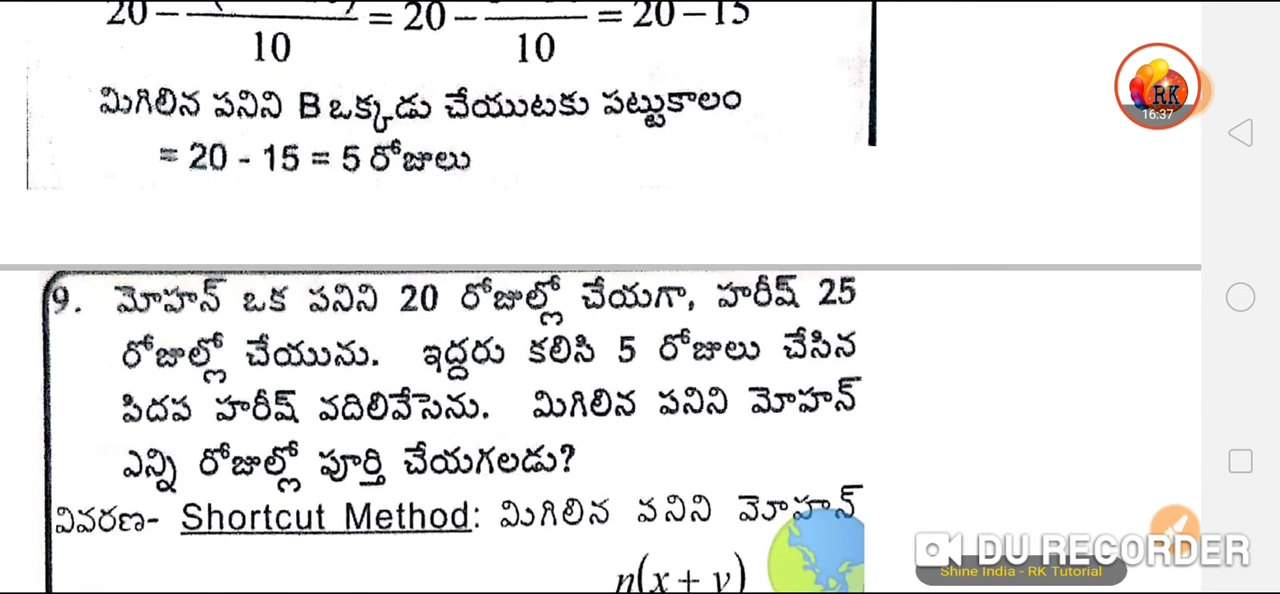 20 − = 20 − = 20 − 15
10 10
మిగిలిన పనిని B ఒక్కడు చేయుటకు పట్టుకాలం
= 20 - 15 = 5 రోజులు
9. మోహన్ ఒక పనిని 20 రోజుల్లో చేయగా, హరీష్ 25
రోజుల్లో చేయును. ఇద్దరు కలిసి 5 రోజులు చేసిన
పిదప హరీష్ వదిలివేసెను. మిగిలిన పనిని మోహన్
ఎన్ని రోజుల్లో పూర్తి చేయగలడు?
వివరణ- Shortcut Method: మిగిలిన పనిని మోహన్
n(x + y)
RK
16:37
DU RECORDER
Shine India - RK Tutorial